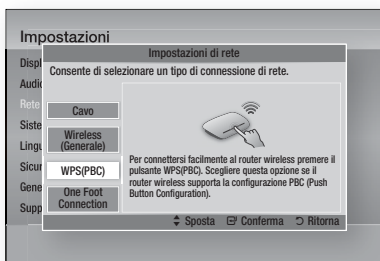 Impostazioni
Impostazioni di rete
Displ
Consente di selezionare un tipo di connessione di rete.
Audio
Rete
Cavo
Siste
Wireless
(Generale)
Lingu
Sicur
WPS(PBC)
Per connettersi facilmente al router wireless premere il
pulsante WPS(PBC). Scegliere questa opzione se il
router wireless supporta la configurazione PBC (Push
Button Configuration).
Gene
One Foot
Connection
Supp
Sposta Conferma Ritorna